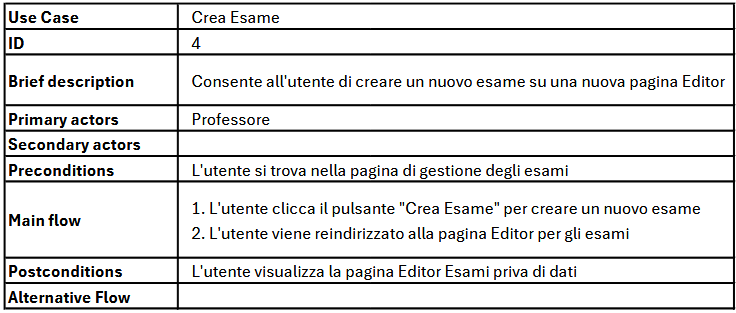 Use Case Crea Esame
ID 4
Brief description Consente all'utente di creare un nuovo esame su una nuova pagina Editor
Primary actors Professore
Secondary actors
Preconditions L'utente si trova nella pagina di gestione degli esami
Main flow
1. L'utente clicca il pulsante "Crea Esame" per creare un nuovo esame
2. L'utente viene reindirizzato alla pagina Editor per gli esami
Postconditions L'utente visualizza la pagina Editor Esami priva di dati
Alternative Flow